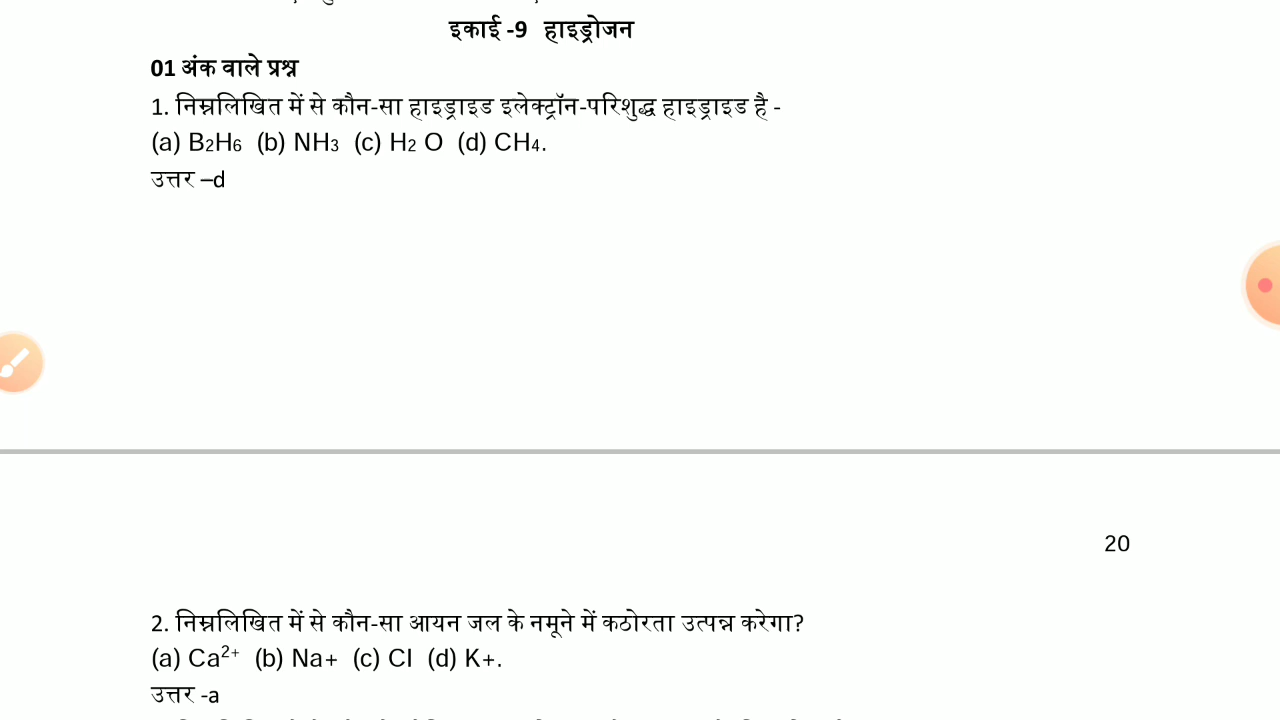 इकाई -9 हाइड्रोजन
01 अंक वाले प्रश्न
1. निम्नलिखित में से कौन-सा हाइड्राइड इलेक्ट्रॉन-परिशुद्ध हाइड्राइड है -
(a) B2H6 (b) NH3 (c) H2 O (d) CH4.
उत्तर –d
20
2. निम्नलिखित में से कौन-सा आयन जल के नमूने में कठोरता उत्पन्न करेगा?
(a) Ca²⁺ (b) Na+ (c) Cl (d) K+.
उत्तर -a